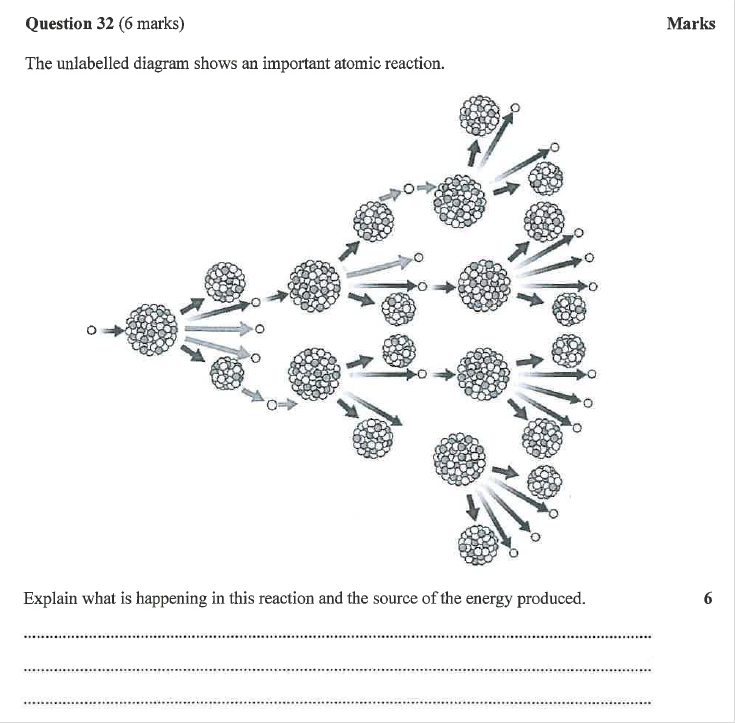 Question 32 (6 marks)
Marks
The unlabelled diagram shows an important atomic reaction.
Explain what is happening in this reaction and the source of the energy produced.
6